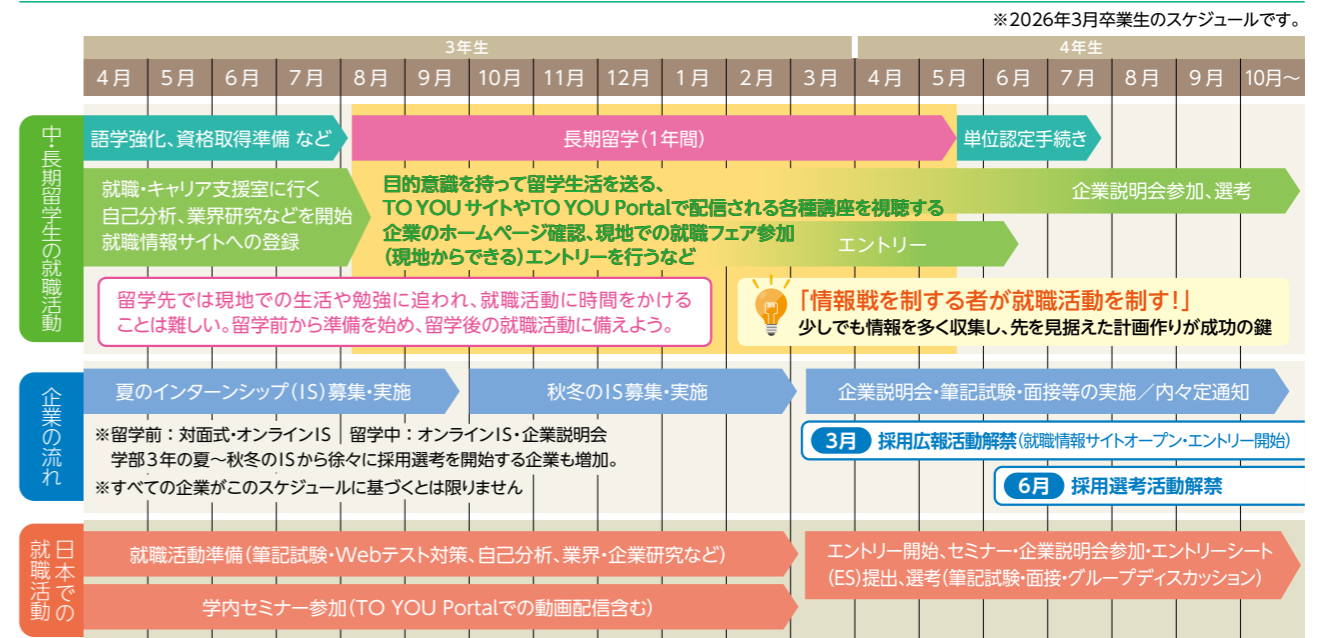 ※2026年3月卒業生のスケジュールです。
3年生
4年生
4月 5月 6月 7月 8月 9月 10月 11月 12月 1月 2月 3月 4月 5月 6月 7月 8月 9月 10月～
中・長期留学生の就職活動
語学強化、資格取得準備 など
長期留学(1年間)
単位認定手続き
就職・キャリア支援室に行く
自己分析、業界研究などを開始
就職情報サイトへの登録
目的意識を持って留学生活を送る、
TO YOUサイトやTO YOU Portalで配信される各種講座を視聴する
企業のホームページ確認、現地での就職フェア参加
(現地からできる)エントリーを行うなど
企業説明会参加、選考
エントリー
留学先では現地での生活や勉強に追われ、就職活動に時間をかける
ことは難しい。留学前から準備を始め、留学後の就職活動に備えよう。
「情報戦を制する者が就職活動を制す!」
少しでも情報を多く収集し、先を見据えた計画作りが成功の鍵
企業の流れ
夏のインターンシップ(IS)募集・実施
秋冬のIS募集・実施
企業説明会・筆記試験・面接等の実施／内々定通知
※留学前：対面式・オンラインIS｜留学中：オンラインIS・企業説明会
学部3年の夏～秋冬のISから徐々に採用選考を開始する企業も増加。
※すべての企業がこのスケジュールに基づくとは限りません
3月 採用広報活動解禁(就職情報サイトオープン・エントリー開始)
6月 採用選考活動解禁
日本での
就職活動
就職活動準備(筆記試験・Webテスト対策、自己分析、業界・企業研究など)
学内セミナー参加(TO YOU Portalでの動画配信含む)
エントリー開始、セミナー・企業説明会参加・エントリーシート
(ES)提出、選考(筆記試験・面接・グループディスカッション)